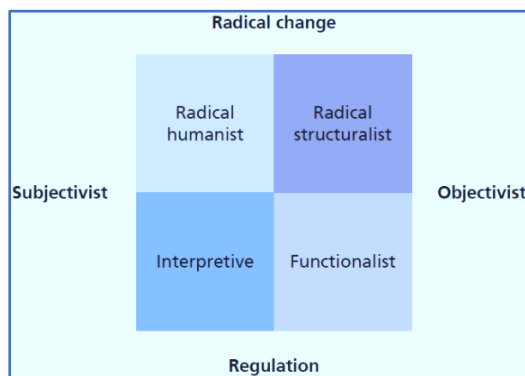 Radical change
Radical
humanist
Radical
structuralist
Subjectivist
Objectivist
Interpretive
Functionalist
Regulation